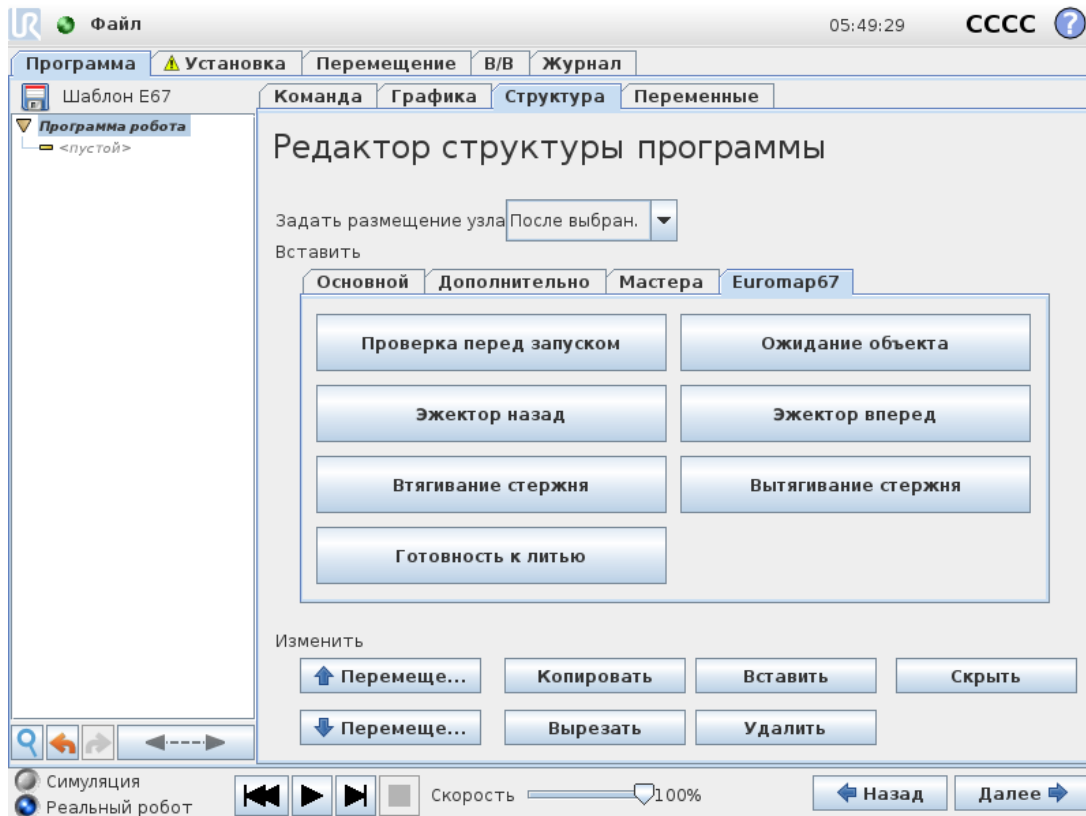 UR Файл 05:49:29 CCCC ?
Программа Установка Перемещение В/В Журнал
Шаблон E67 Команда Графика Структура Переменные
Программа робота
<пустой>
Редактор структуры программы
Задать размещение узла После выбран.
Вставить
Основной Дополнительно Мастера Euromap67
Проверка перед запуском Ожидание объекта
Эжектор назад Эжектор вперед
Втягивание стержня Вытягивание стержня
Готовность к литью
Изменить
Перемеще... Копировать Вставить Скрыть
Перемеще... Вырезать Удалить
Симуляция
Реальный робот
Скорость 100% Назад Далее